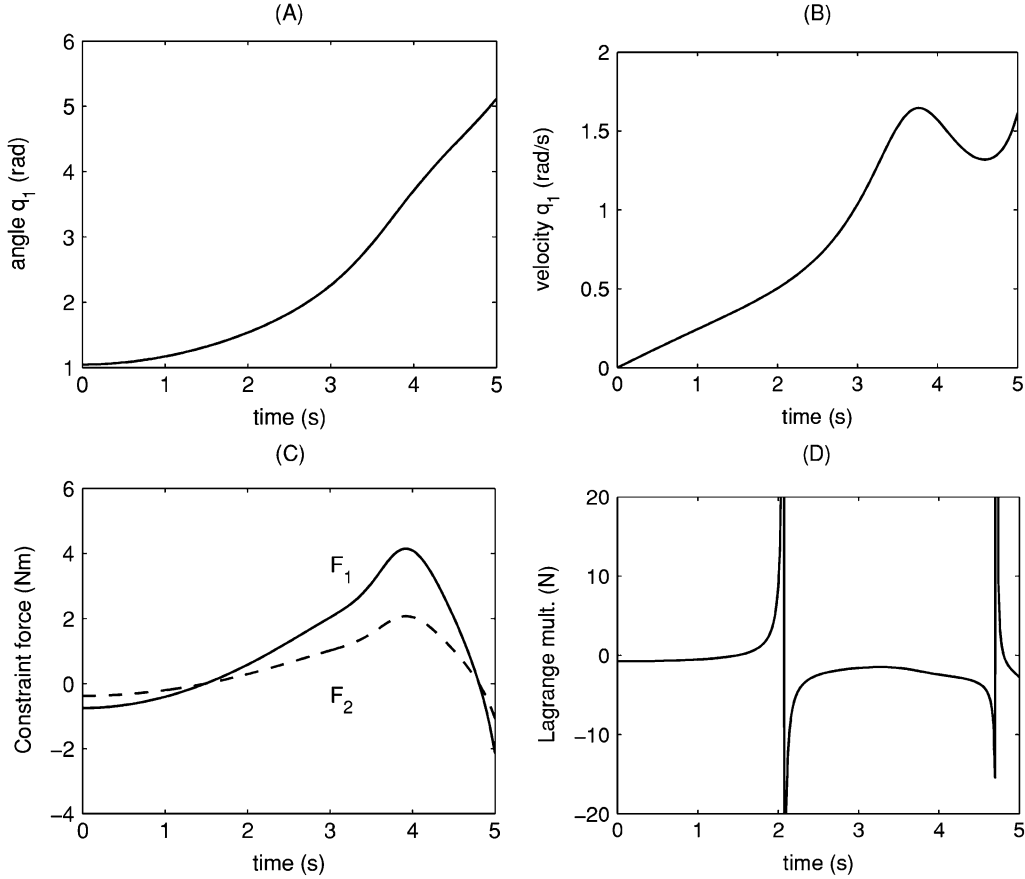 (A)
6
5
4
3
2
1
angle q1 (rad)
0 1 2 3 4 5
time (s)
(B)
2
1.5
1
0.5
0
velocity q1 (rad/s)
0 1 2 3 4 5
time (s)
(C)
6
4
2
0
−2
−4
Constraint force (Nm)
F1
F2
0 1 2 3 4 5
time (s)
(D)
20
10
0
−10
−20
Lagrange mult. (N)
0 1 2 3 4 5
time (s)